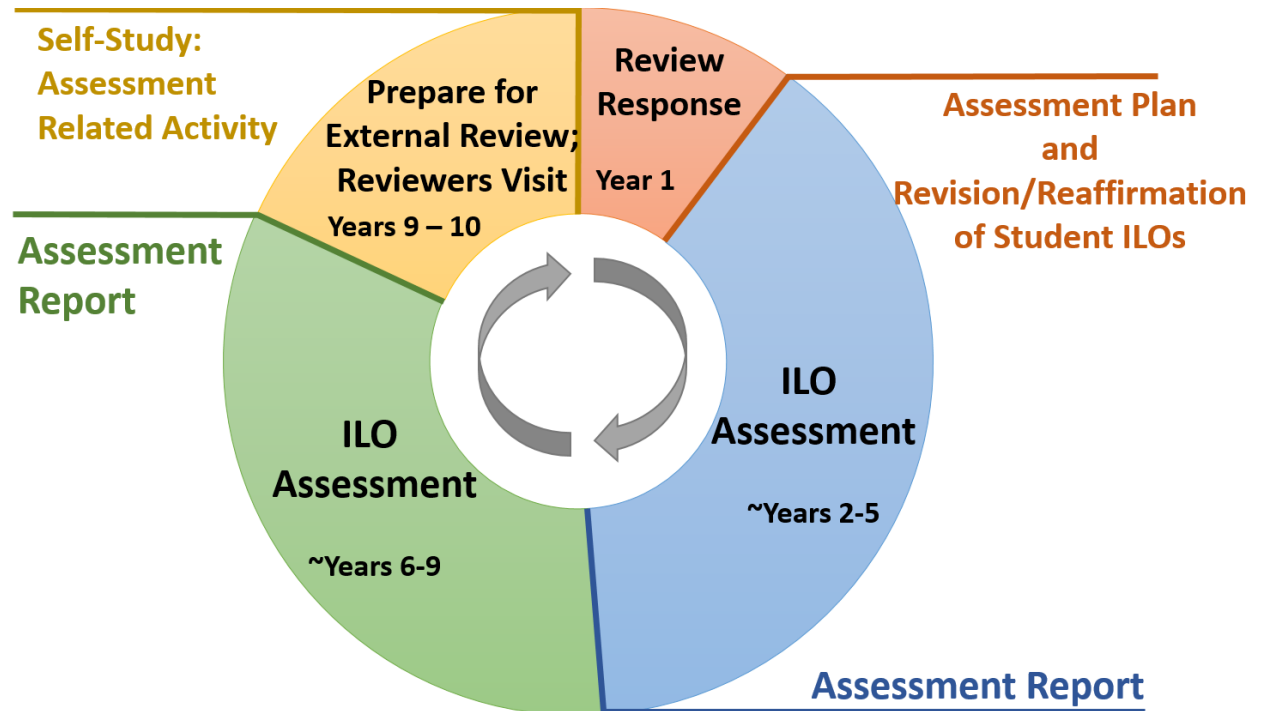 Self-Study:
Assessment
Related Activity
Prepare for
External Review;
Reviewers Visit
Years 9 – 10
Review
Response
Year 1
Assessment Plan
and
Revision/Reaffirmation
of Student ILOs
Assessment
Report
ILO
Assessment
~Years 2-5
ILO
Assessment
~Years 6-9
Assessment Report